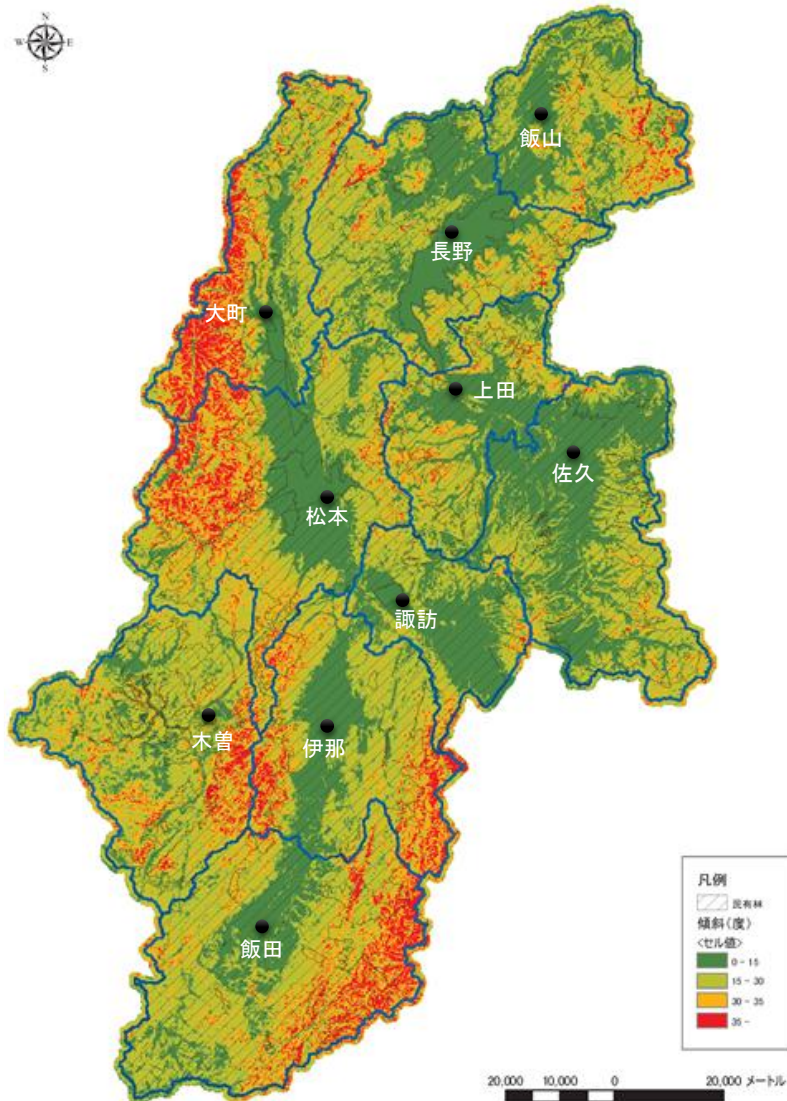 N
W E
S
飯山
長野
大町
上田
佐久
松本
諏訪
木曽
伊那
飯田
凡例
民有林
傾斜(度)
<セル値>
0 - 15
15 - 30
30 - 35
35 -
20,000 10,000 0 20,000 メートル